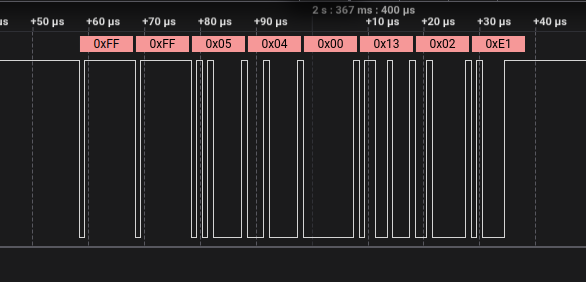 2 s : 367 ms : 400 µs
µs +50 µs +60 µs +70 µs +80 µs +90 µs +10 µs +20 µs +30 µs +40 µs
0xFF 0xFF 0x05 0x04 0x00 0x13 0x02 0xE1